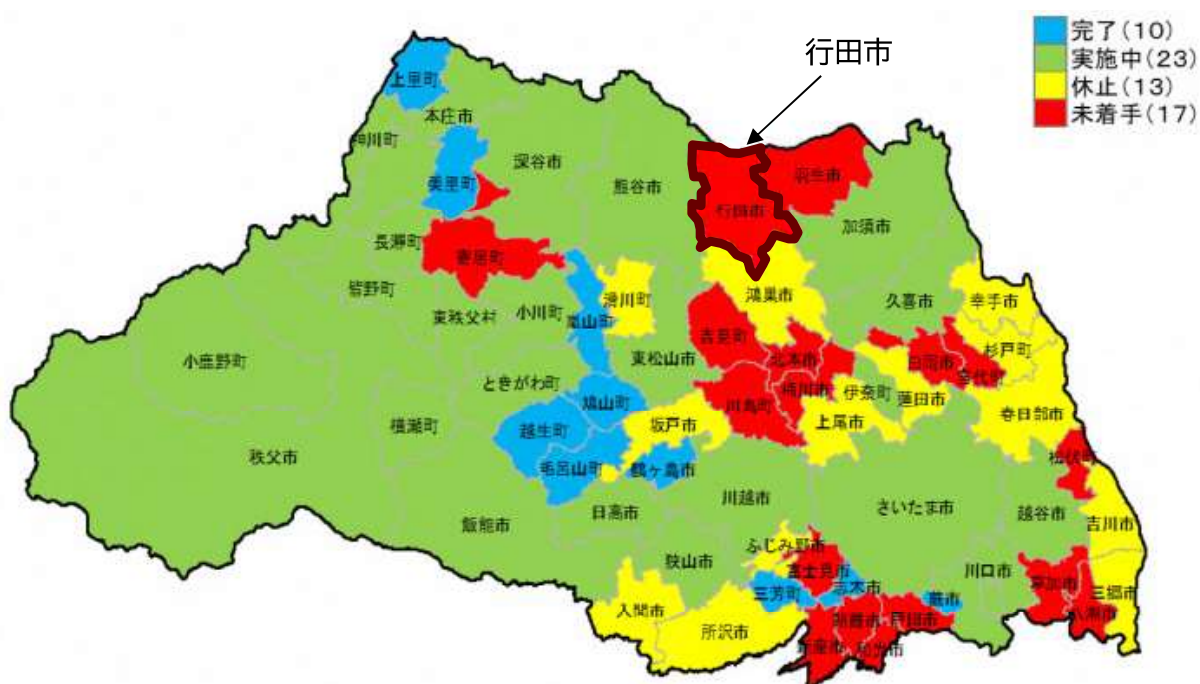 完了(10)
実施中(23)
休止(13)
未着手(17)
行田市
上里町
本庄市
神川町
美里町
深谷市
熊谷市
行田市
羽生市
加須市
長瀞町
寄居町
皆野町
東秩父村
小川町
嵐山町
滑川町
鴻巣市
久喜市
幸手市
小鹿野町
東松山市
吉見町
北本市
白岡市
杉戸町
宮代町
ときがわ町
鳩山町
川島町
桶川市
伊奈町
蓮田市
横瀬町
越生町
坂戸市
上尾市
春日部市
秩父市
毛呂山町
鶴ヶ島市
松伏町
飯能市
日高市
川越市
さいたま市
越谷市
吉川市
狭山市
ふじみ野市
富士見市
川口市
三芳町
志木市
蕨市
草加市
三郷市
八潮市
入間市
所沢市
朝霞市
戸田市
新座市
和光市